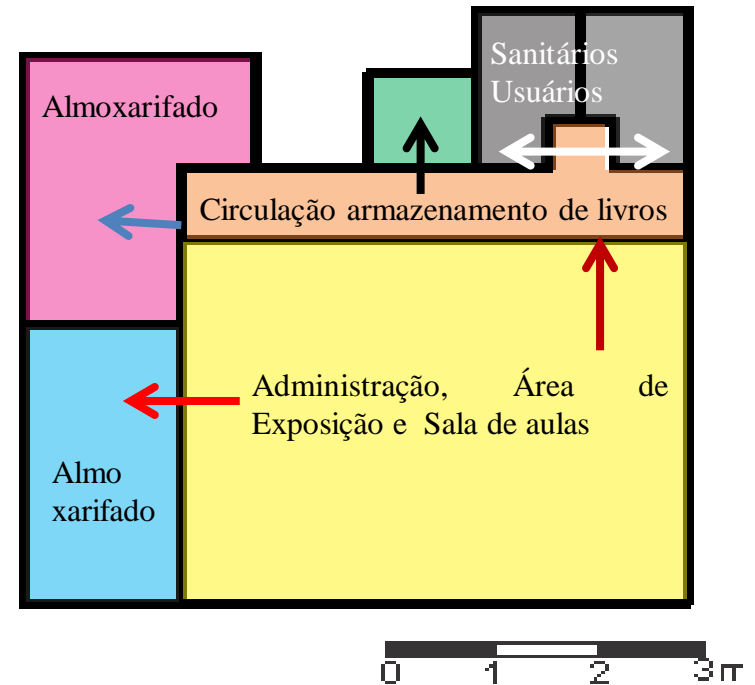 Sanitários
Usuários
Almoxarifado
Circulação armazenamento de livros
Administração, Área de
Exposição e Sala de aulas
Almo
xarifado
0 1 2 3 m